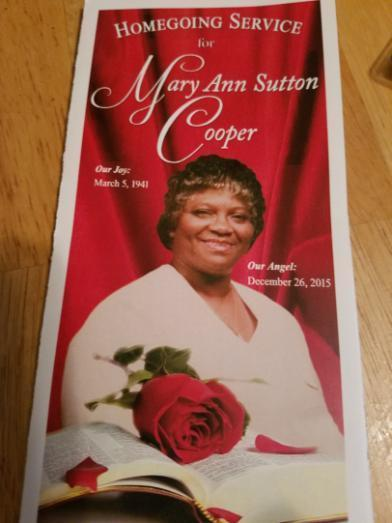 HOMEGOING SERVICE
for
Mary Ann Sutton
Cooper
Our Joy:
March 5, 1941
Our Angel:
December 26, 2015